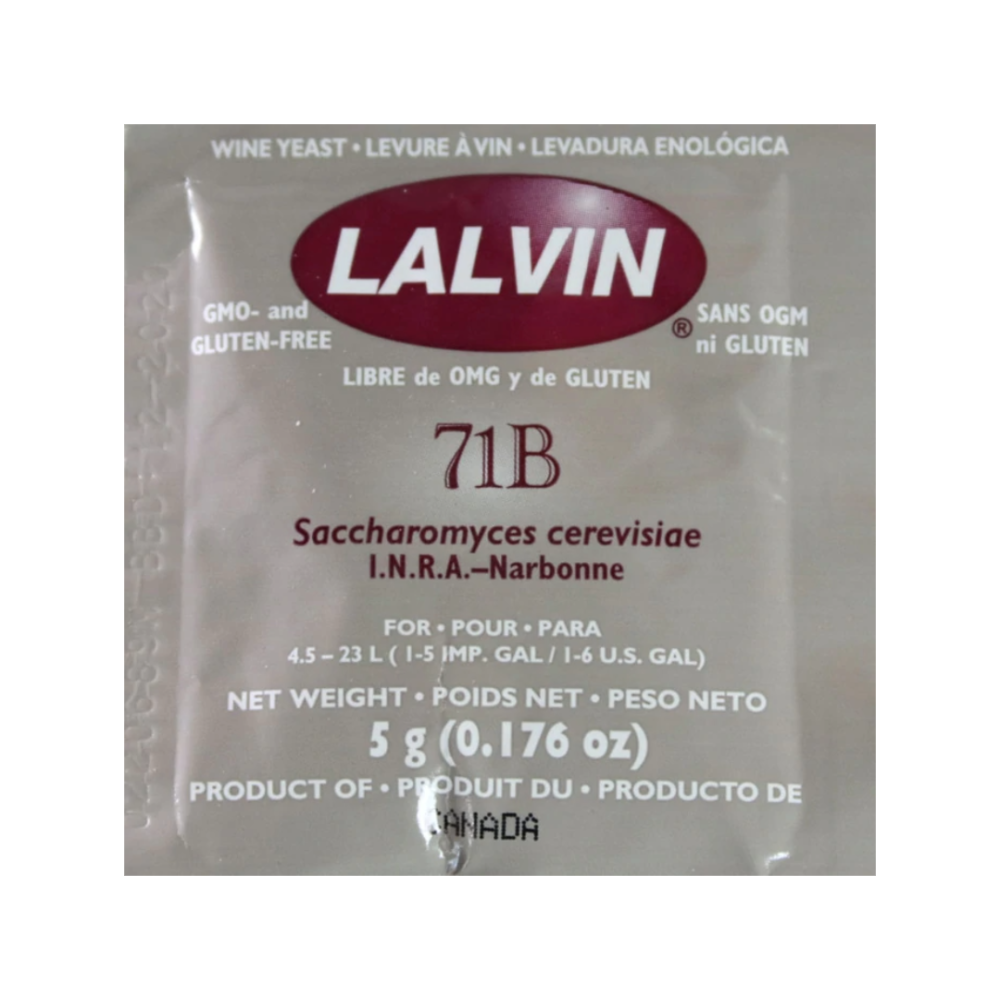 WINE YEAST • LEVURE À VIN • LEVADURA ENOLÓGICA
LALVIN®
GMO- and
GLUTEN-FREE
SANS OGM
ni GLUTEN
LIBRE de OMG y de GLUTEN
71B
Saccharomyces cerevisiae
I.N.R.A.–Narbonne
FOR • POUR • PARA
4.5 – 23 L ( 1-5 IMP. GAL / 1-6 U.S. GAL)
NET WEIGHT • POIDS NET • PESO NETO
5 g (0.176 oz)
PRODUCT OF • PRODUIT DU • PRODUCTO DE
CANADA